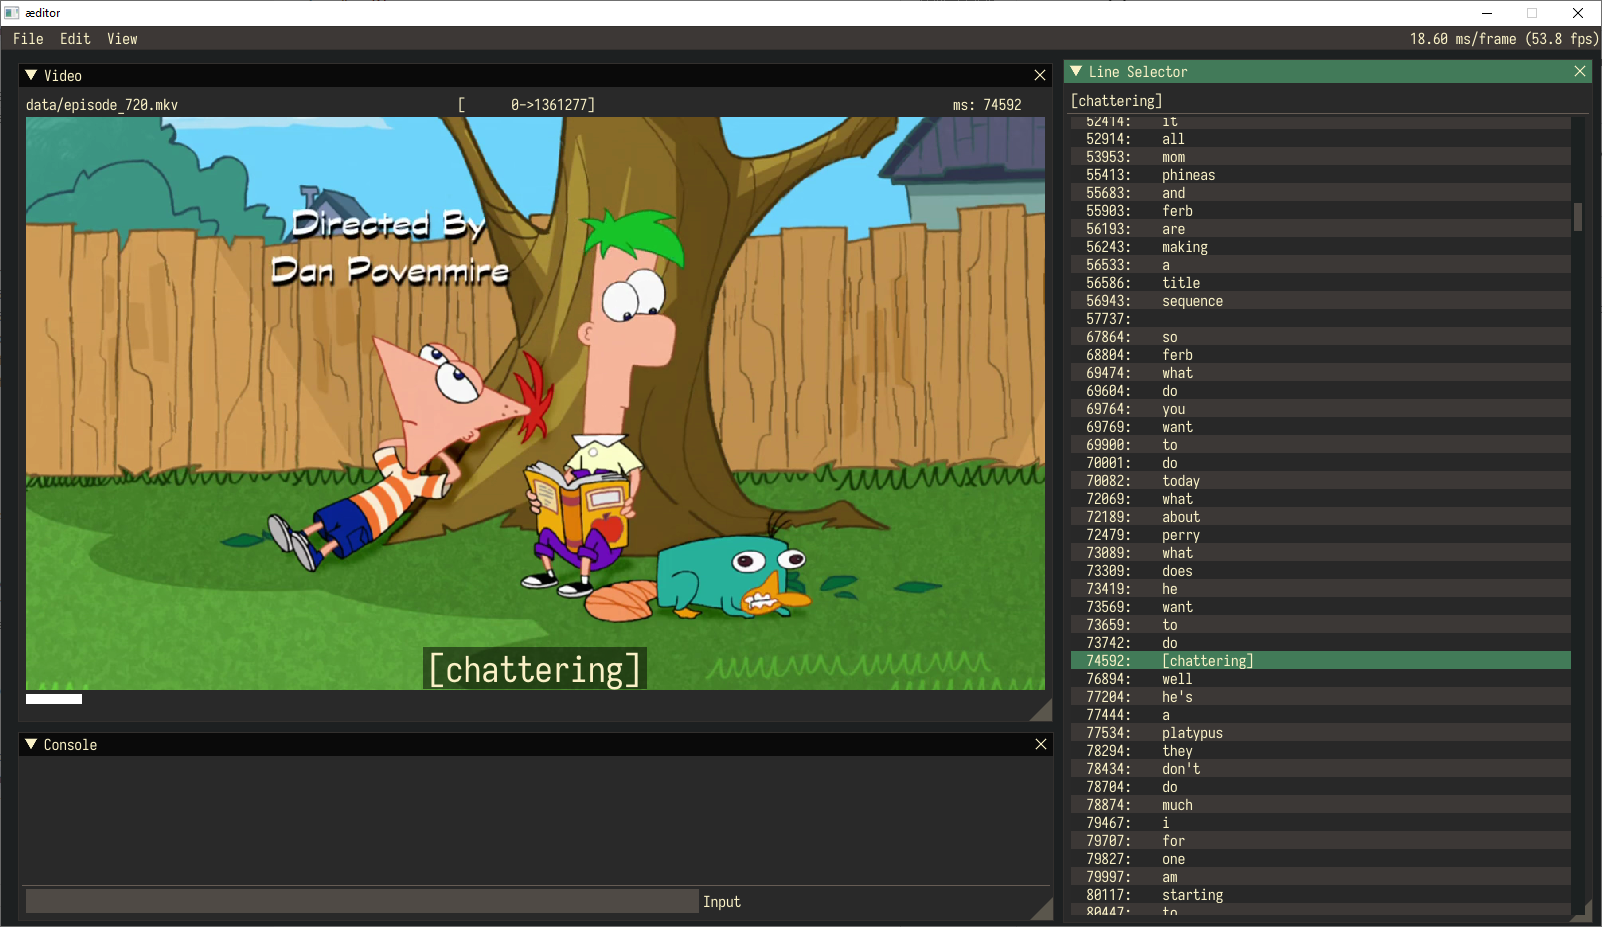 æditor
File Edit View
18.60 ms/frame (53.8 fps)
Video
data/episode_720.mkv [ 0->1361277] ms: 74592
Directed By
Dan Povenmire
[chattering]
Console
Input
Line Selector
[chattering]
52414: it
52914: all
53953: mom
55413: phineas
55683: and
55903: ferb
56193: are
56243: making
56533: a
56586: title
56943: sequence
57737:
67864: so
68804: ferb
69474: what
69604: do
69764: you
69769: want
69900: to
70001: do
70082: today
72069: what
72189: about
72479: perry
73089: what
73309: does
73419: he
73569: want
73659: to
73742: do
74592: [chattering]
76894: well
77204: he's
77444: a
77534: platypus
78294: they
78434: don't
78704: do
78874: much
79467: i
79707: for
79827: one
79997: am
80117: starting
80447: to